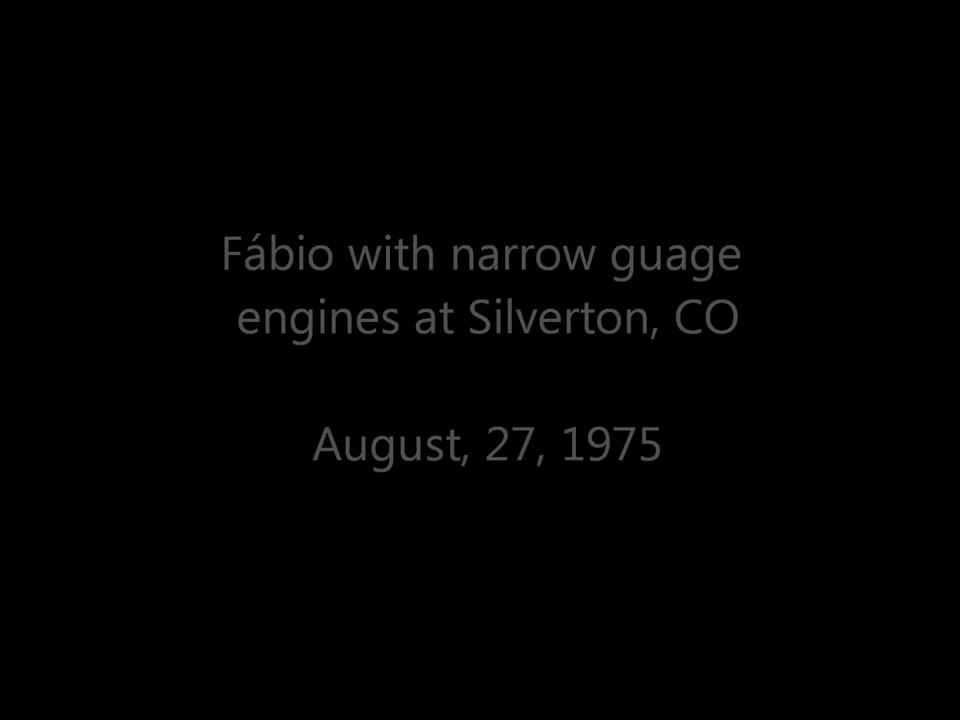 Fábio with narrow guage
engines at Silverton, CO
August, 27, 1975